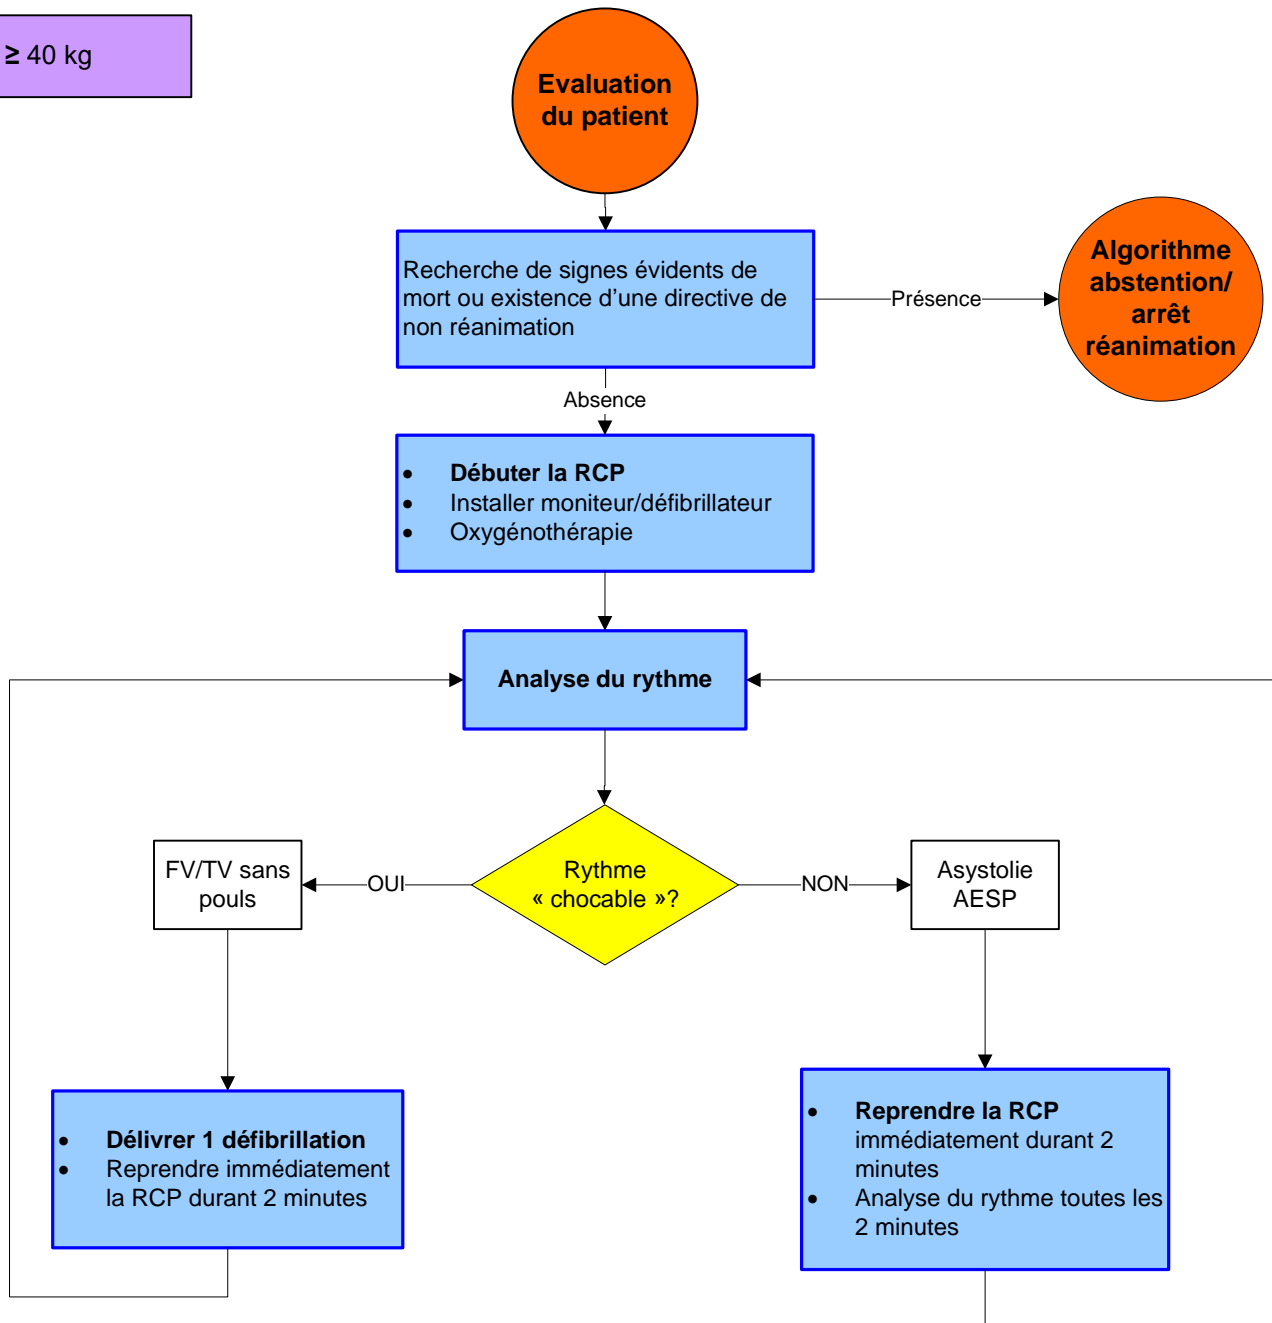 ≥ 40 kg
Evaluation
du patient
Recherche de signes évidents de
mort ou existence d'une directive de
non réanimation
Présence
Algorithme
abstention/
arrêt
réanimation
Absence
• Débuter la RCP
• Installer moniteur/défibrillateur
• Oxygénothérapie
Analyse du rythme
FV/TV sans
pouls
OUI
Rythme
« chocable »?
NON
Asystolie
AESP
• Délivrer 1 défibrillation
• Reprendre immédiatement
la RCP durant 2 minutes
• Reprendre la RCP
immédiatement durant 2
minutes
• Analyse du rythme toutes les
2 minutes